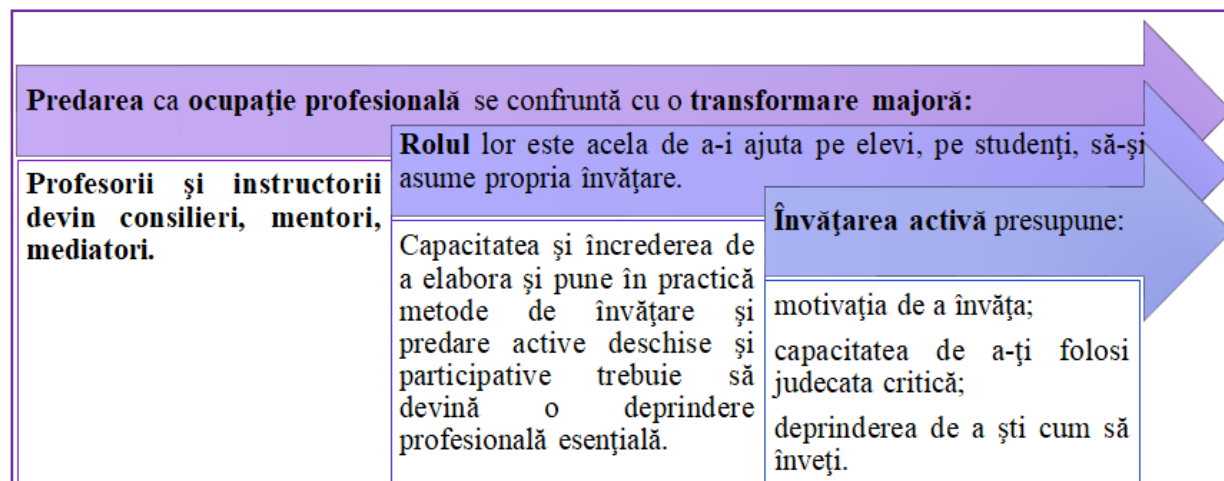 Predarea ca ocupaţie profesională se confruntă cu o transformare majoră:
Profesorii şi instructorii
devin consilieri, mentori,
mediatori.
Rolul lor este acela de a-i ajuta pe elevi, pe studenţi, să-şi
asume propria învăţare.
Capacitatea şi încrederea de
a elabora şi pune în practică
metode de învăţare şi
predare active deschise şi
participative trebuie să
devină o deprindere
profesională esenţială.
Învăţarea activă presupune:
motivaţia de a învăţa;
capacitatea de a-ţi folosi
judecata critică;
deprinderea de a şti cum să
înveţi.